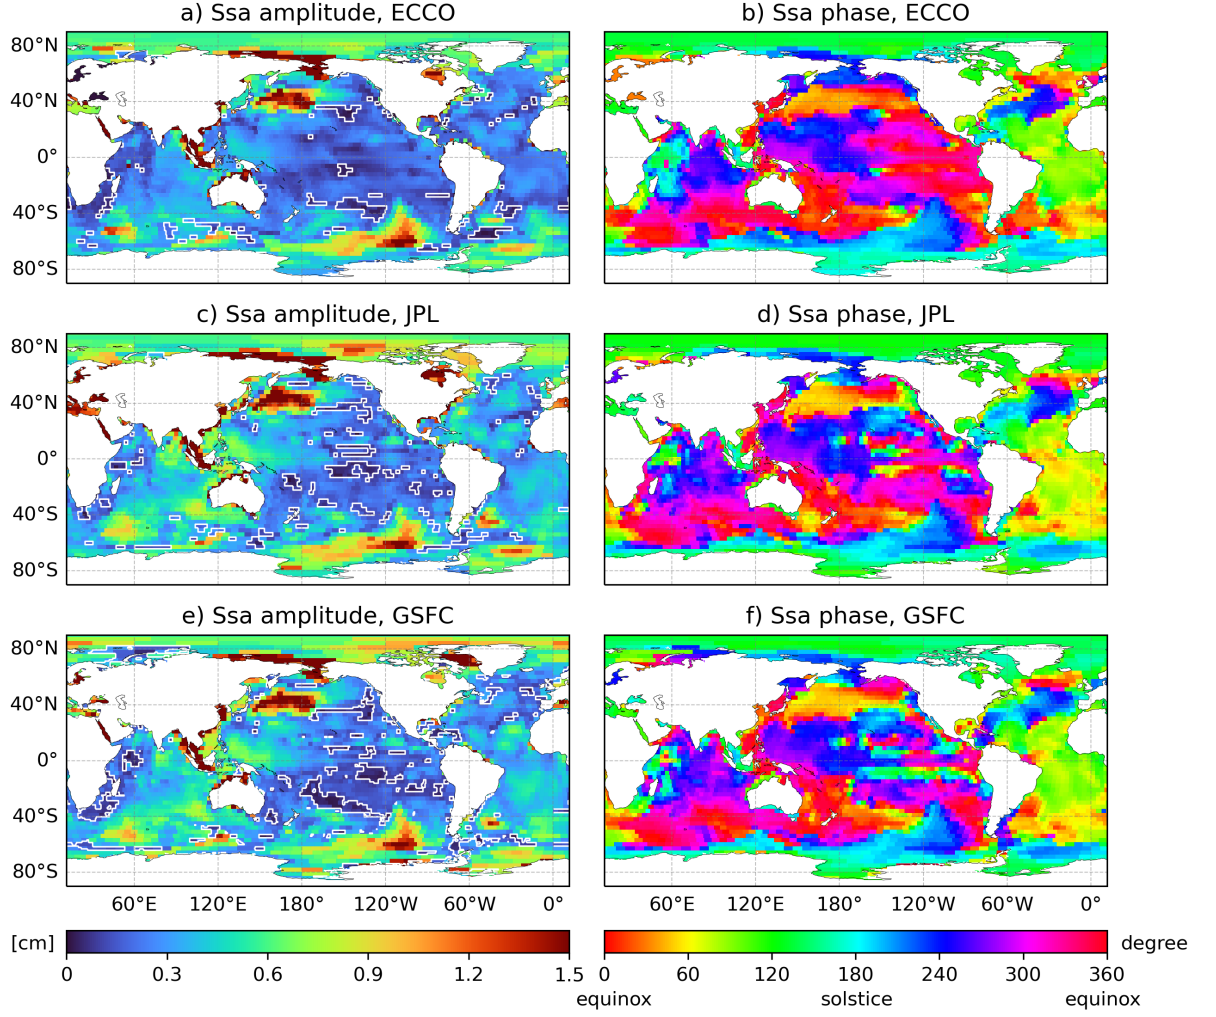 a) Ssa amplitude, ECCO
b) Ssa phase, ECCO
80°N
40°N
0°
40°S
80°S
c) Ssa amplitude, JPL
d) Ssa phase, JPL
80°N
40°N
0°
40°S
80°S
e) Ssa amplitude, GSFC
f) Ssa phase, GSFC
80°N
40°N
0°
40°S
80°S
60°E 120°E 180° 120°W 60°W 0°
60°E 120°E 180° 120°W 60°W 0°
[cm]
0 0.3 0.6 0.9 1.2 1.5
degree
0 60 120 180 240 300 360
equinox solstice equinox